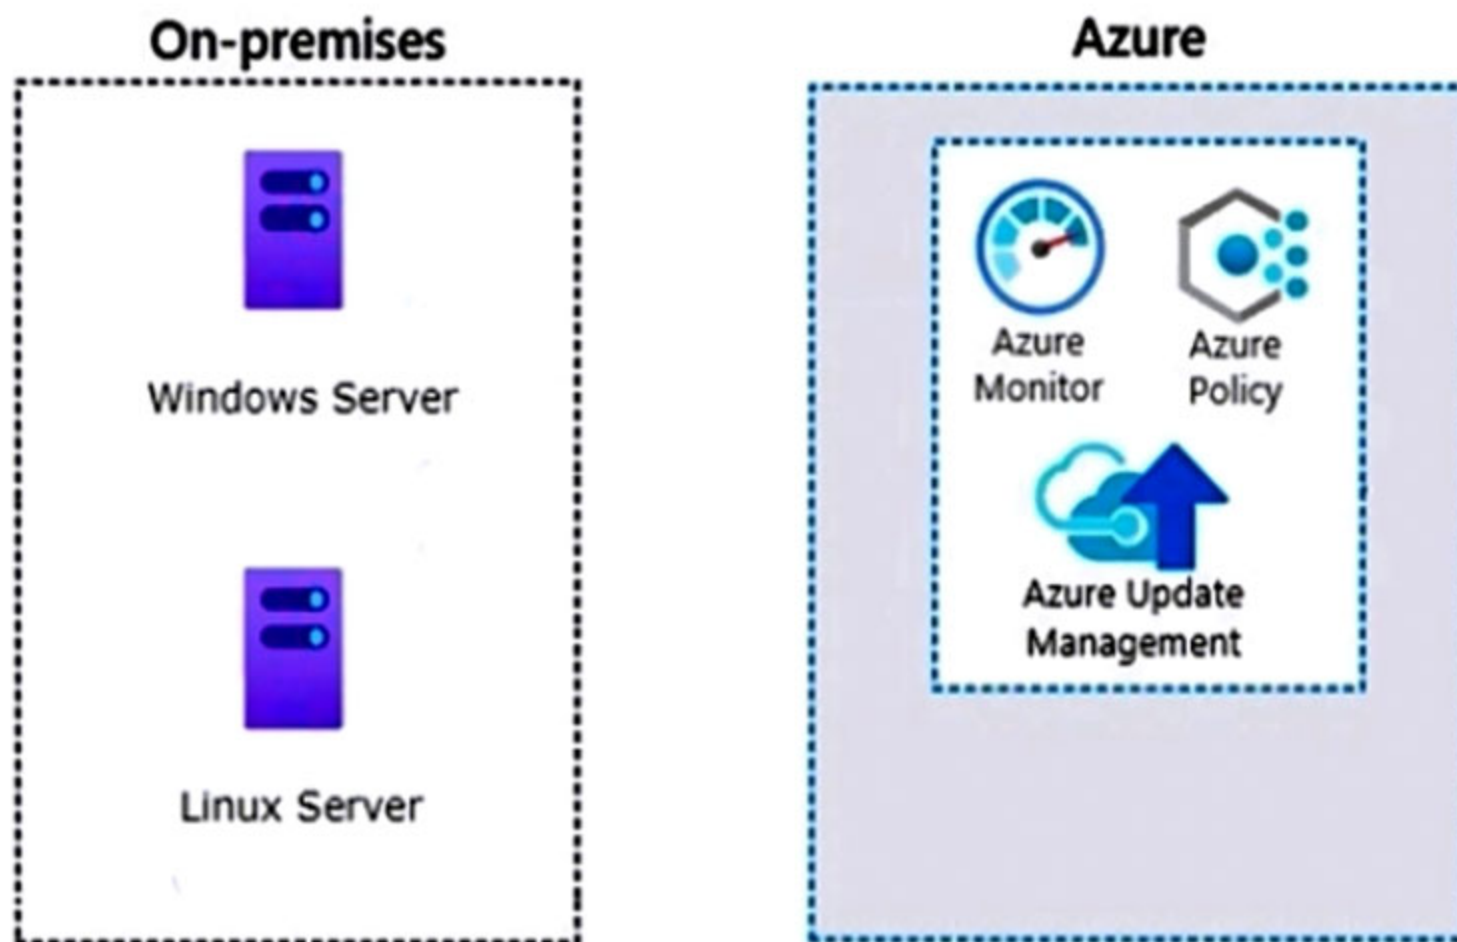 On-premises
Windows Server
Linux Server
Azure
Azure
Monitor
Azure
Policy
Azure Update
Management